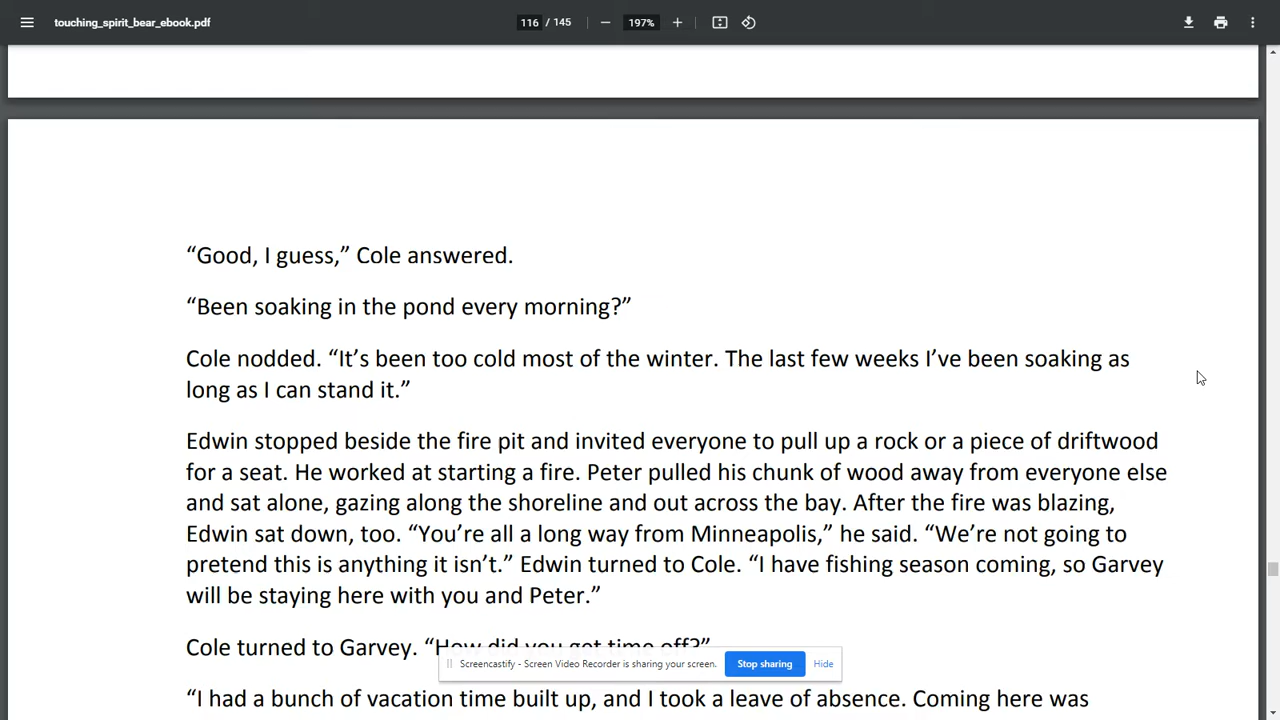 touching_spirit_bear_ebook.pdf
116 / 145
197%
“Good, I guess,” Cole answered.
“Been soaking in the pond every morning?”
Cole nodded. “It’s been too cold most of the winter. The last few weeks I’ve been soaking as
long as I can stand it.”
Edwin stopped beside the fire pit and invited everyone to pull up a rock or a piece of driftwood
for a seat. He worked at starting a fire. Peter pulled his chunk of wood away from everyone else
and sat alone, gazing along the shoreline and out across the bay. After the fire was blazing,
Edwin sat down, too. “You’re all a long way from Minneapolis,” he said. “We’re not going to
pretend this is anything it isn’t.” Edwin turned to Cole. “I have fishing season coming, so Garvey
will be staying here with you and Peter.”
Cole turned to Garvey. “How did you get time off?”
Screencastify - Screen Video Recorder is sharing your screen.
Stop sharing
Hide
“I had a bunch of vacation time built up, and I took a leave of absence. Coming here was